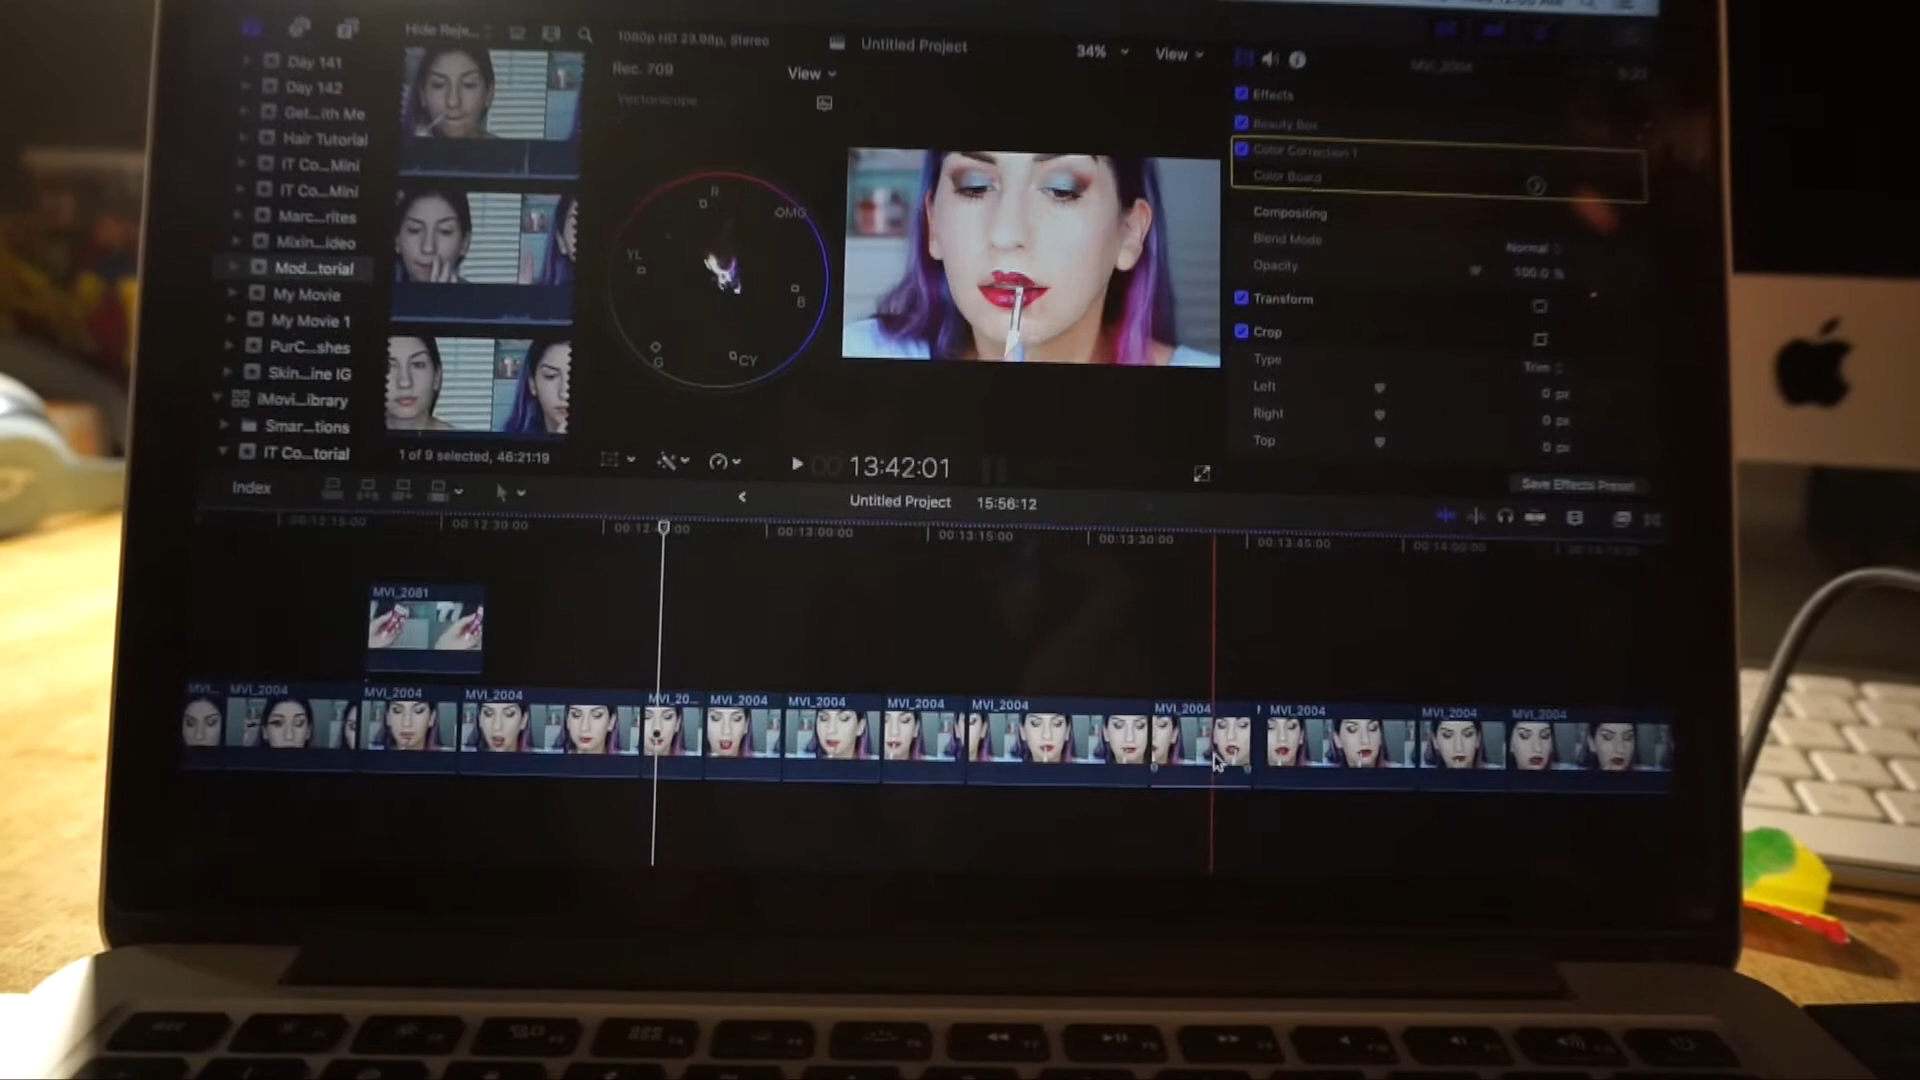 Hide Reje...
1080p HD 23.98p, Stereo
Untitled Project
34%
View
Rec. 709
View
Vectorscope
MVI_2004
Day 141
Day 142
Get...ith Me
Hair Tutorial
IT Co...Mini
IT Co...Mini
Marc...rites
Mixin...ideo
Mod...torial
My Movie
My Movie 1
PurC...shes
Skin...ine IG
iMovi...ibrary
Smar...tions
IT Co...torial
R
MG
YL
B
G
CY
Effects
Beauty Box
Color Correction 1
Color Board
Compositing
Blend Mode
Normal
Opacity
100.0 %
Transform
Crop
Type
Trim
Left
0 px
Right
0 px
Top
0 px
Save Effects Preset
1 of 9 selected, 46:21:19
13:42:01
Index
Untitled Project
15:56:12
00:12:15:00
00:12:30:00
00:13:00:00
00:13:15:00
00:13:30:00
00:13:45:00
00:14:00:00
MVI_2081
MVI...
MVI_2004
MVI_2004
MVI_2004
MVI_20...
MVI_2004
MVI_2004
MVI_2004
MVI_2004
MVI_2004
MVI_2004
MVI_2004
MVI_2004